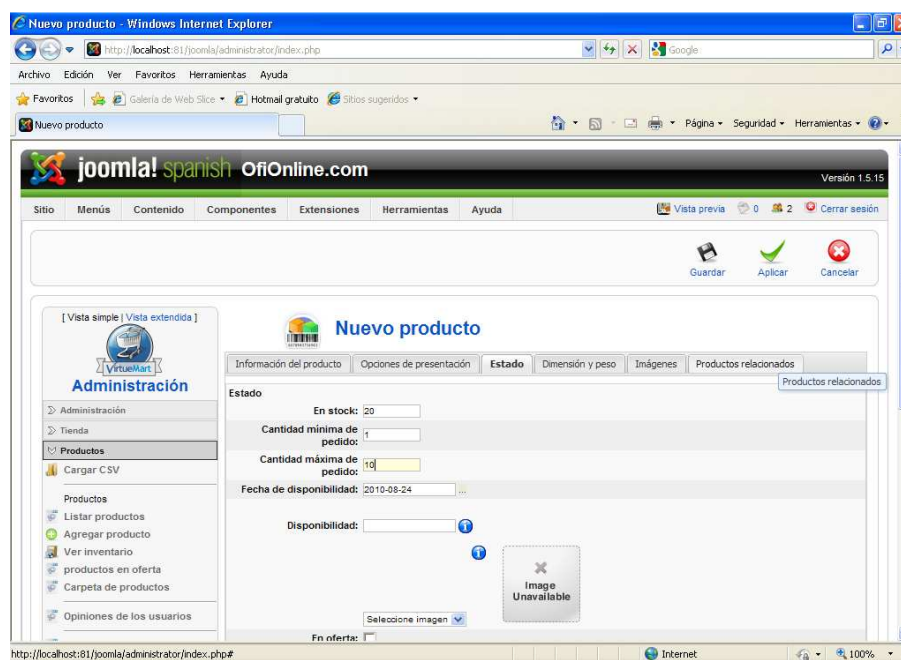 Nuevo producto - Windows Internet Explorer
http://localhost:81/joomla/administrator/index.php
Google
Archivo Edición Ver Favoritos Herramientas Ayuda
Favoritos Galería de Web Slice Hotmail gratuito Sitios sugeridos
Nuevo producto
Página Seguridad Herramientas
joomla! spanish OfiOnline.com
Versión 1.5.15
Sitio Menús Contenido Componentes Extensiones Herramientas Ayuda Vista previa 0 2 Cerrar sesión
Guardar Aplicar Cancelar
[ Vista simple | Vista extendida ]
VirtueMart
Administración
Administración
Tienda
Productos
Cargar CSV
Productos
Listar productos
Agregar producto
Ver inventario
productos en oferta
Carpeta de productos
Opiniones de los usuarios
Nuevo producto
Información del producto Opciones de presentación Estado Dimensión y peso Imágenes Productos relacionados
Productos relacionados
Estado
En stock: 20
Cantidad mínima de pedido: 1
Cantidad máxima de pedido: 10
Fecha de disponibilidad: 2010-08-24 ...
Disponibilidad:
Image
Unavailable
Seleccione imagen
En oferta:
http://localhost:81/joomla/administrator/index.php# Internet 100%